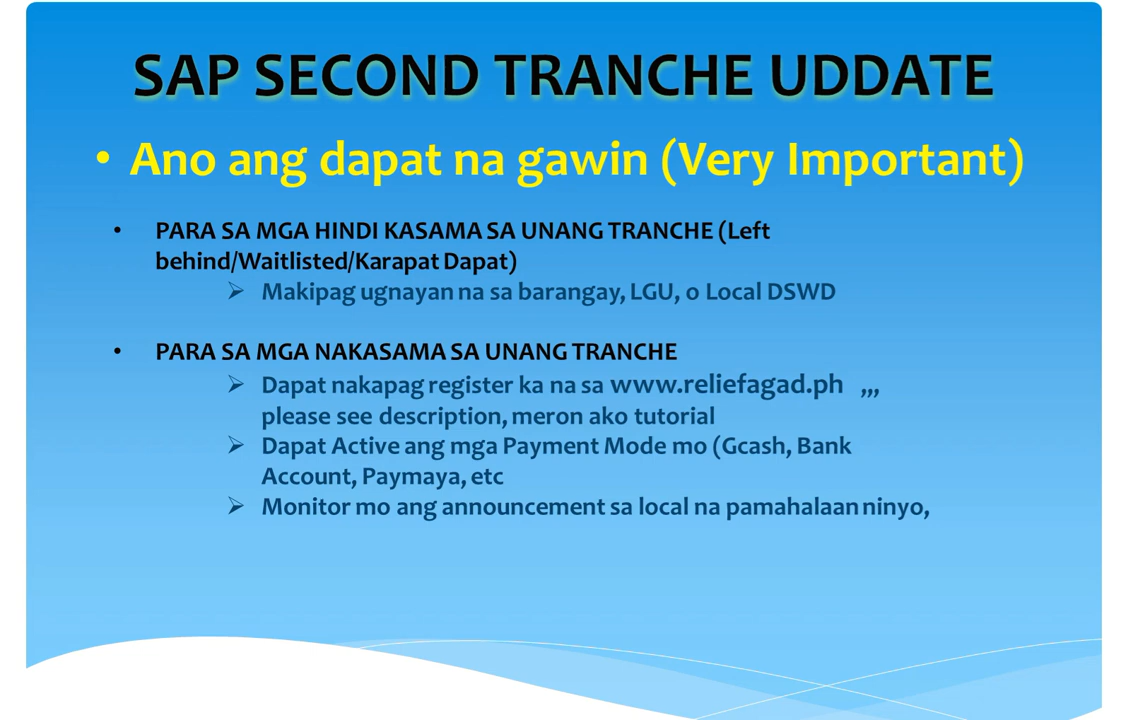 SAP SECOND TRANCHE UDDATE
• Ano ang dapat na gawin (Very Important)
• PARA SA MGA HINDI KASAMA SA UNANG TRANCHE (Left
behind/Waitlisted/Karapat Dapat)
➢ Makipag ugnayan na sa barangay, LGU, o Local DSWD
• PARA SA MGA NAKASAMA SA UNANG TRANCHE
➢ Dapat nakapag register ka na sa www.reliefagad.ph ,,,
please see description, meron ako tutorial
➢ Dapat Active ang mga Payment Mode mo (Gcash, Bank
Account, Paymaya, etc
➢ Monitor mo ang announcement sa local na pamahalaan ninyo,